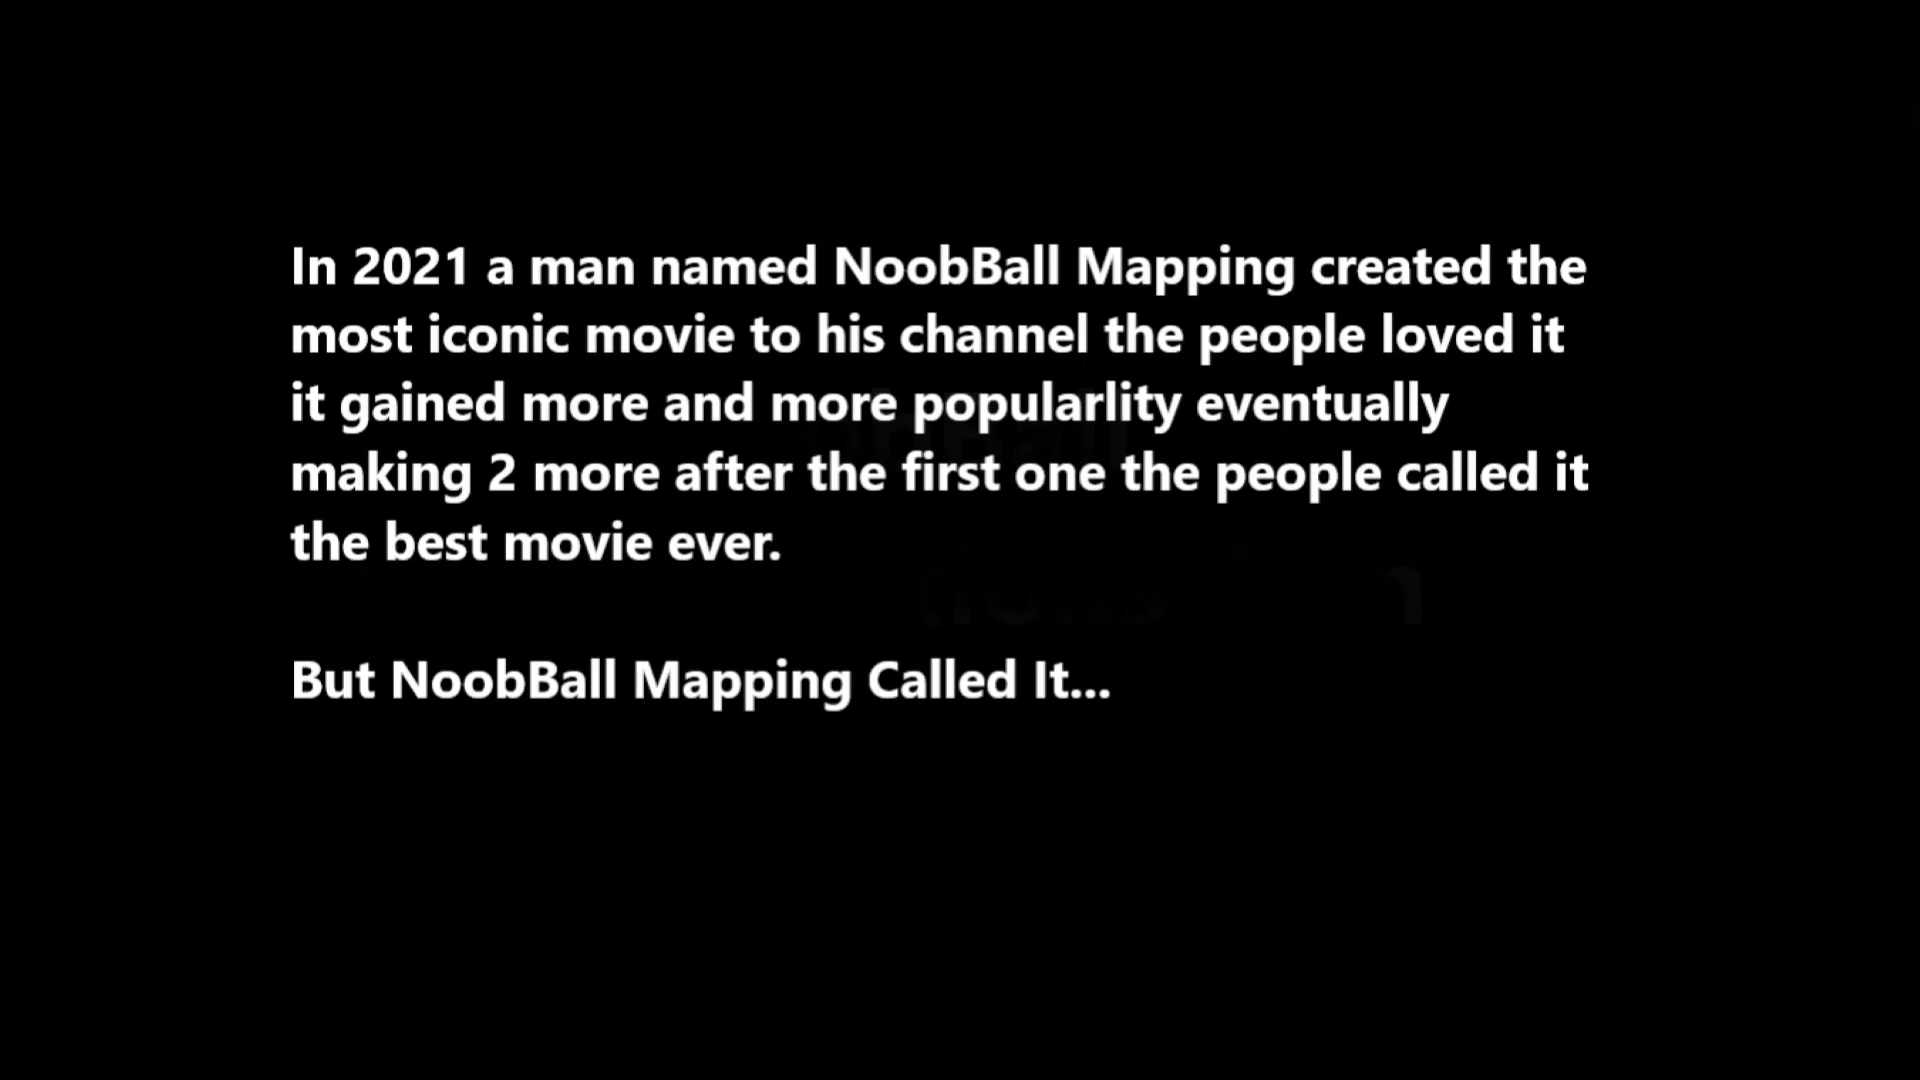 In 2021 a man named NoobBall Mapping created the
most iconic movie to his channel the people loved it
it gained more and more popularlity eventually
making 2 more after the first one the people called it
the best movie ever.
But NoobBall Mapping Called It...